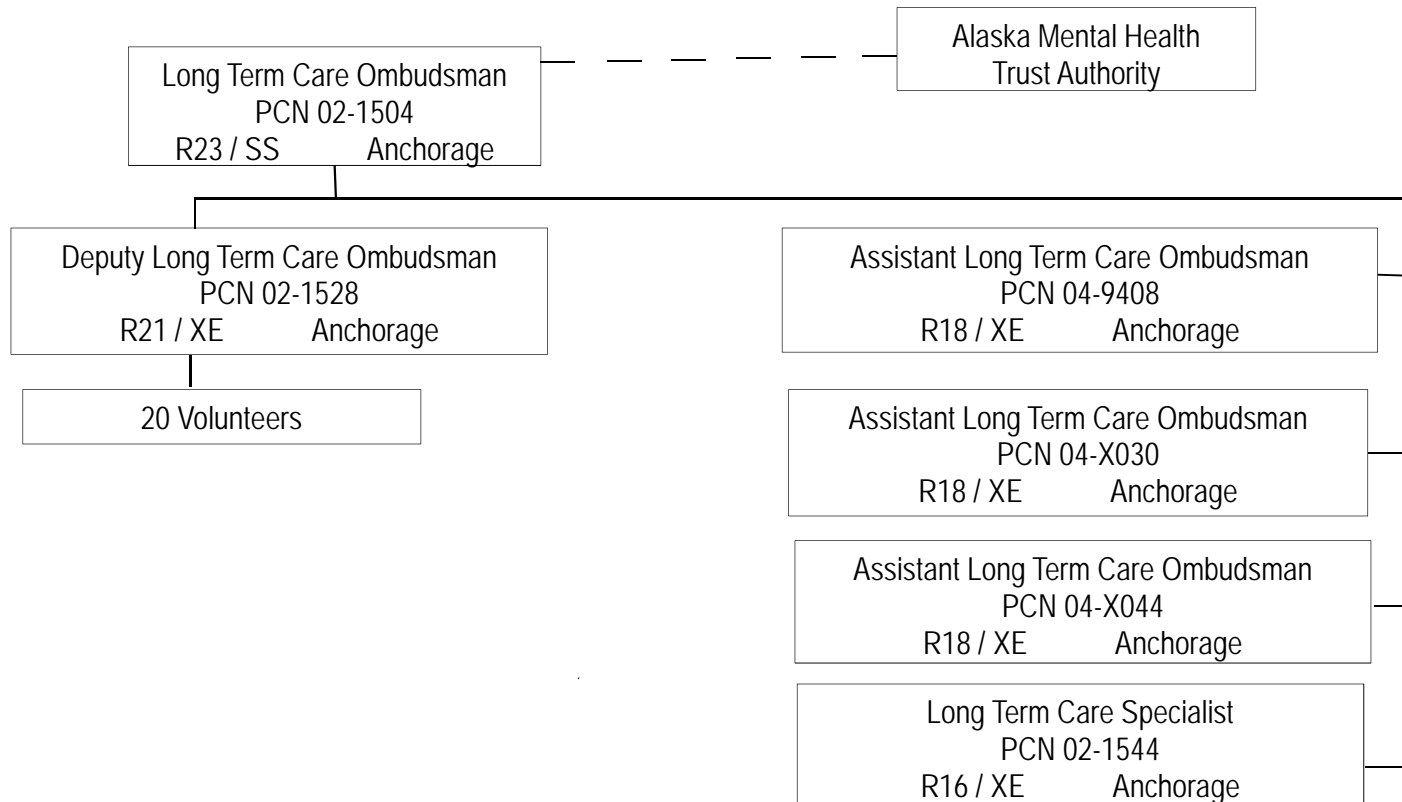 Alaska Mental Health
Trust Authority
Long Term Care Ombudsman
PCN 02-1504
R23 / SS Anchorage
Deputy Long Term Care Ombudsman
PCN 02-1528
R21 / XE Anchorage
20 Volunteers
Assistant Long Term Care Ombudsman
PCN 04-9408
R18 / XE Anchorage
Assistant Long Term Care Ombudsman
PCN 04-X030
R18 / XE Anchorage
Assistant Long Term Care Ombudsman
PCN 04-X044
R18 / XE Anchorage
Long Term Care Specialist
PCN 02-1544
R16 / XE Anchorage